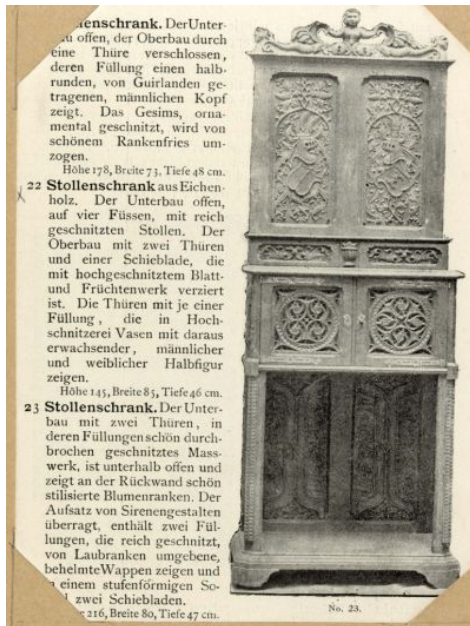 lenschrank. Der Unter-
offen, der Oberbau durch
eine Thüre verschlossen,
deren Füllung einen halb-
runden, von Guirlanden ge-
tragenen, männlichen Kopf
zeigt. Das Gesims, orna-
mental geschnitzt, wird von
schönem Rankenfries um-
zogen.
Höhe 178, Breite 73, Tiefe 48 cm.
22 Stollenschrank aus Eichen-
holz. Der Unterbau offen,
auf vier Füssen, mit reich
geschnitzten Stollen. Der
Oberbau mit zwei Thüren
und einer Schieblade, die
mit hochgeschnitztem Blatt-
und Früchtenwerk verziert
ist. Die Thüren mit je einer
Füllung, die in Hoch-
schnitzerei Vasen mit daraus
erwachsender, männlicher
und weiblicher Halbfigur
zeigen.
Höhe 145, Breite 85, Tiefe 46 cm.
23 Stollenschrank. Der Unter-
bau mit zwei Thüren, in
deren Füllungen schön durch-
brochen geschnitztes Mass-
werk, ist unterhalb offen und
zeigt an der Rückwand schön
stilisierte Blumenranken. Der
Aufsatz von Sirenengestalten
überragt, enthält zwei Fül-
lungen, die reich geschnitzt,
von Laubranken umgebene,
behelmte Wappen zeigen und
einem stufenförmigen So-
zwei Schiebladen.
216, Breite 80, Tiefe 47 cm.
No. 23.